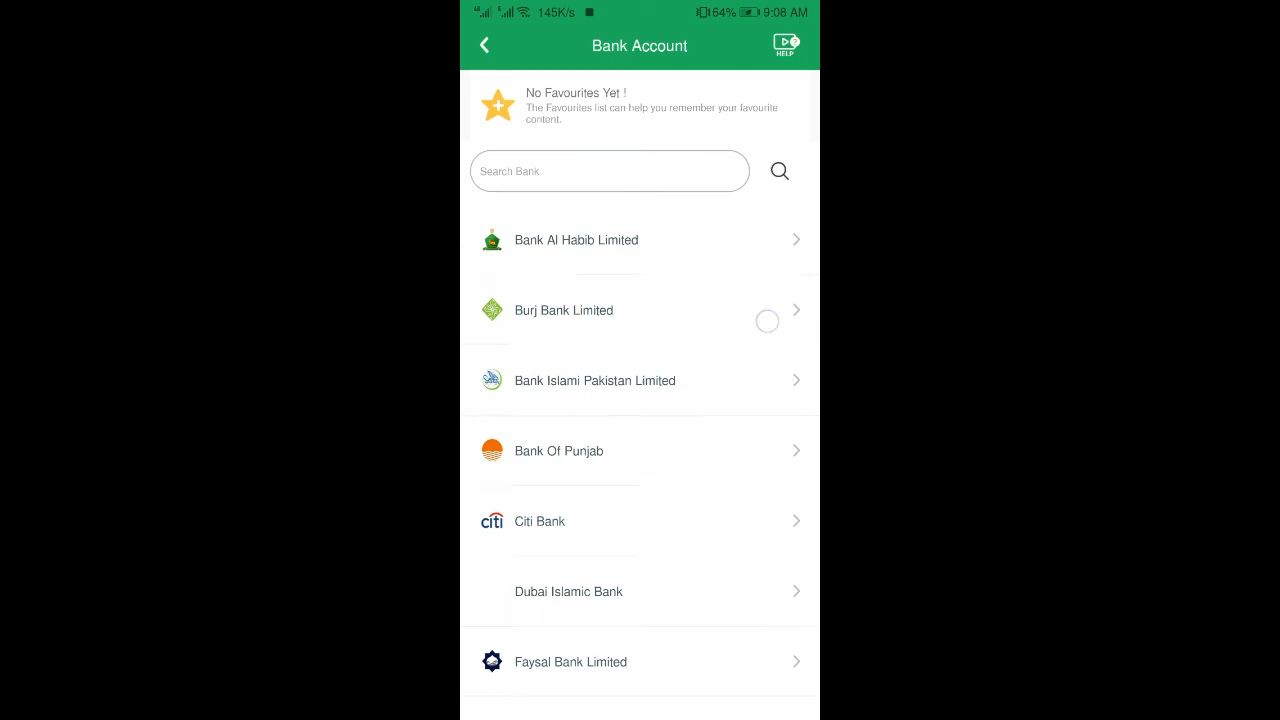 145K/s 64% 9:08 AM
Bank Account
HELP
No Favourites Yet !
The Favourites list can help you remember your favourite
content.
Search Bank
Bank Al Habib Limited
Burj Bank Limited
Bank Islami Pakistan Limited
Bank Of Punjab
citi Citi Bank
Dubai Islamic Bank
Faysal Bank Limited